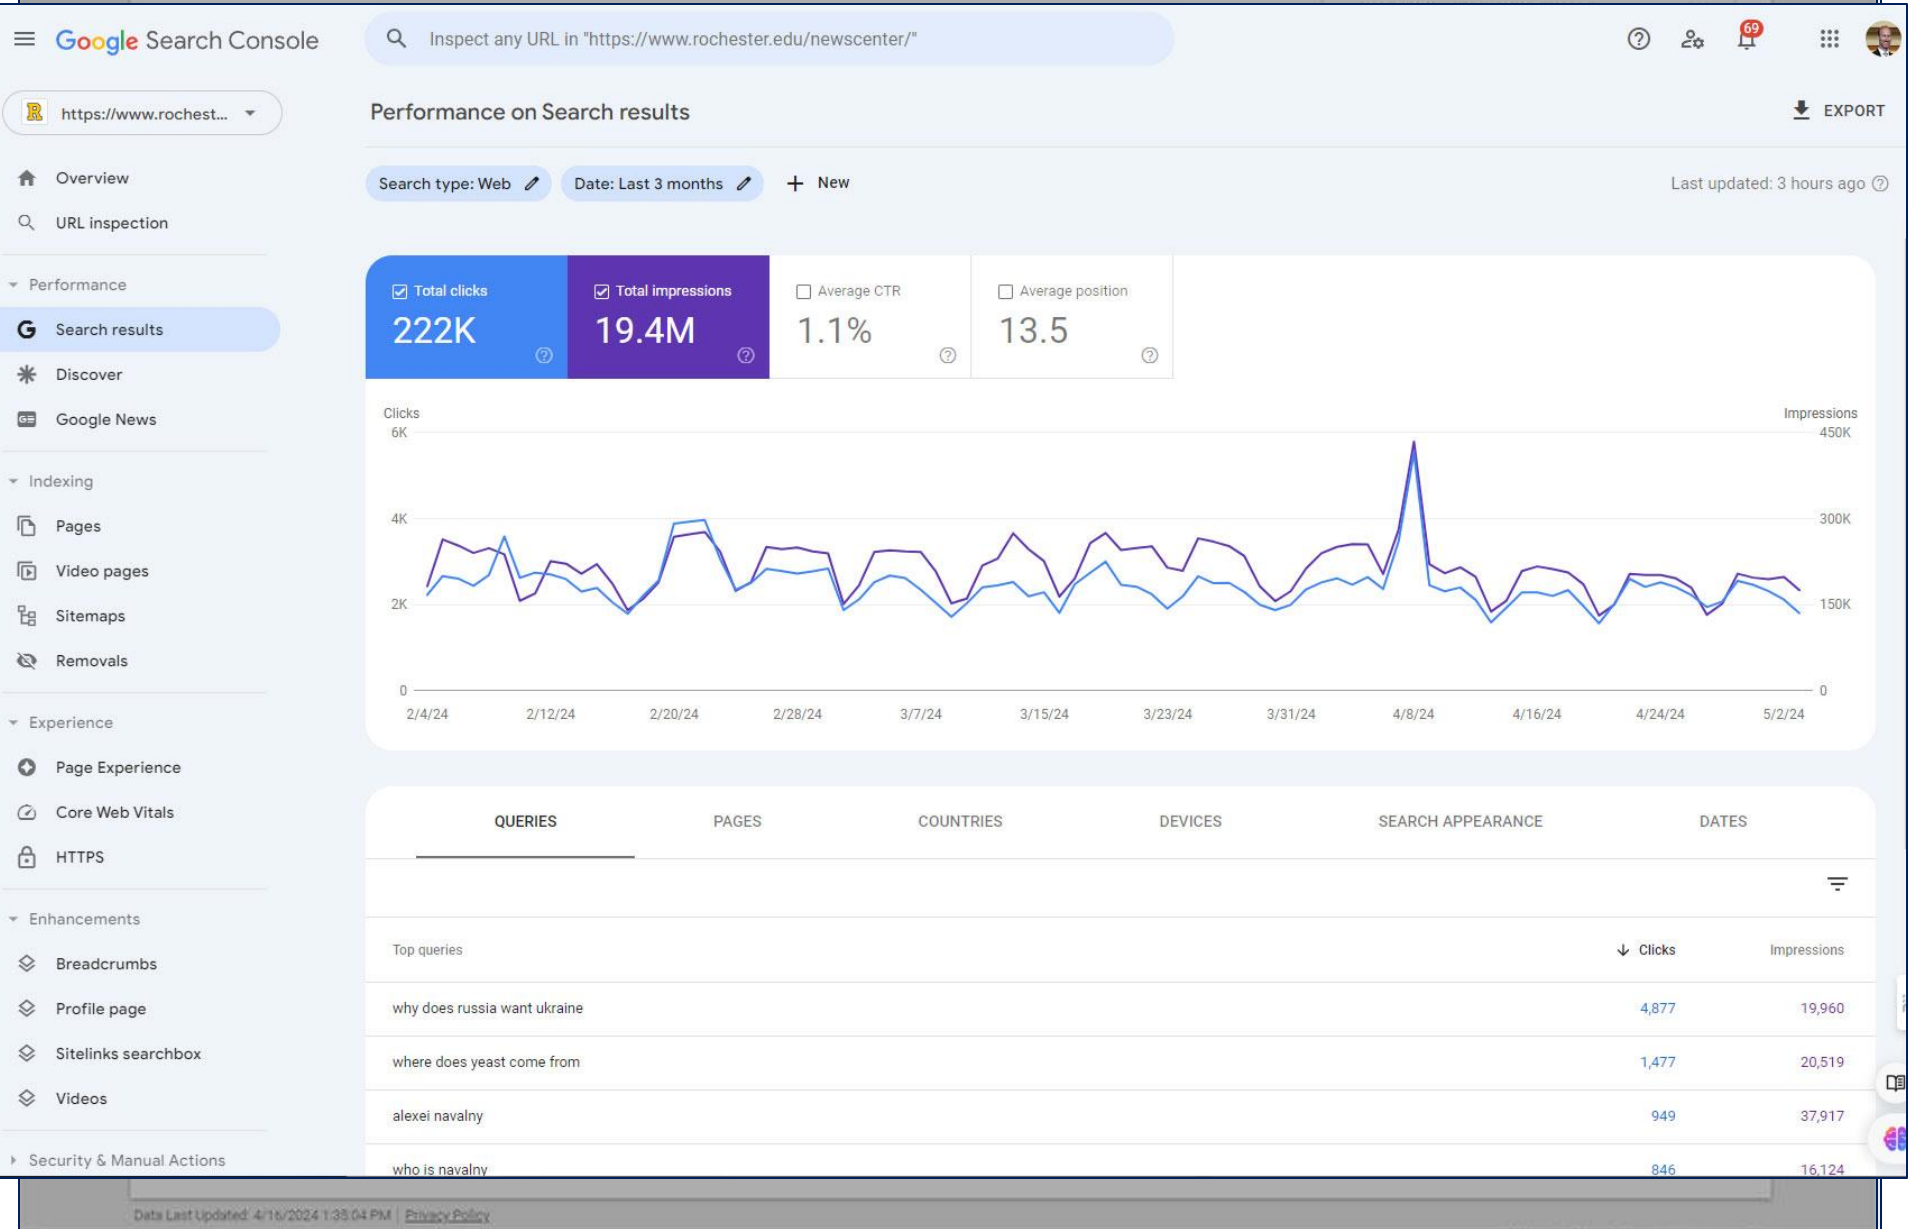 Google Search Console
Inspect any URL in "https://www.rochester.edu/newscenter/"
69
R
https://www.rochest...
Performance on Search results
EXPORT
Overview
URL inspection
Search type: Web
Date: Last 3 months
+ New
Last updated: 3 hours ago
Performance
Search results
Discover
Google News
Total clicks
222K
Total impressions
19.4M
Average CTR
1.1%
Average position
13.5
Indexing
Pages
Video pages
Sitemaps
Removals
Clicks
Impressions
6K
450K
4K
300K
2K
150K
0
0
2/4/24
2/12/24
2/20/24
2/28/24
3/7/24
3/15/24
3/23/24
3/31/24
4/8/24
4/16/24
4/24/24
5/2/24
Experience
Page Experience
Core Web Vitals
HTTPS
QUERIES
PAGES
COUNTRIES
DEVICES
SEARCH APPEARANCE
DATES
Enhancements
Breadcrumbs
Profile page
Sitelinks searchbox
Videos
Security & Manual Actions
Top queries
Clicks
Impressions
why does russia want ukraine
4,877
19,960
where does yeast come from
1,477
20,519
alexei navalny
949
37,917
who is navalny
846
16,124
Data Last Updated: 4/16/2024 1:35:04 PM | Privacy Policy